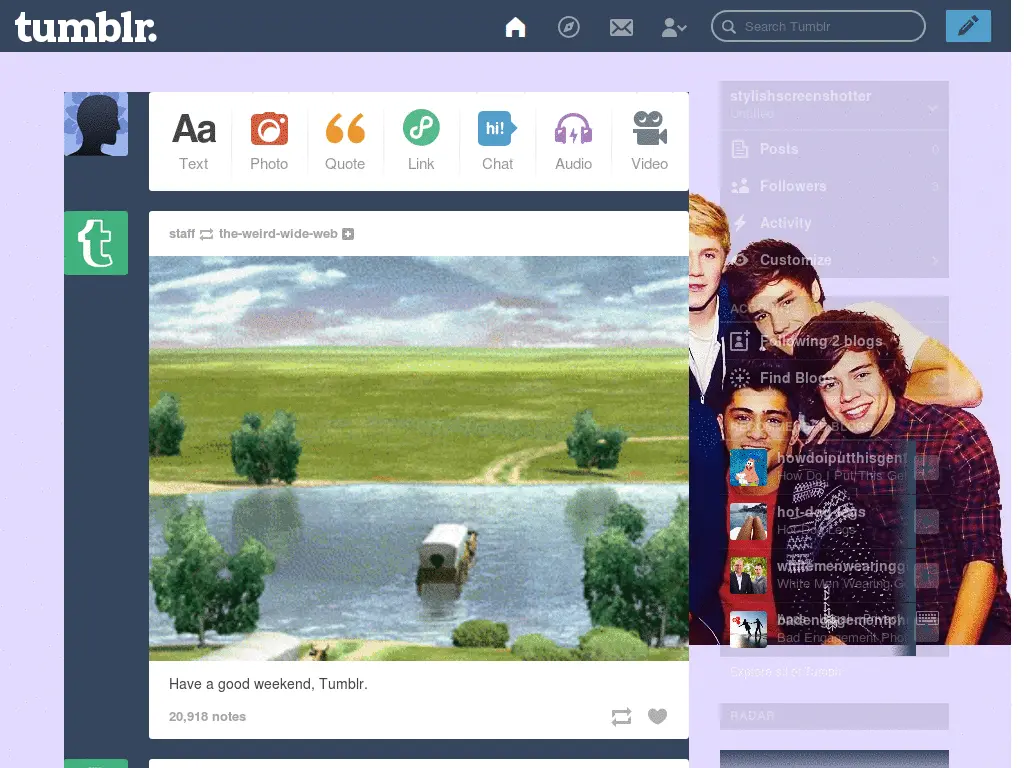 tumblr.
Search Tumblr
Aa
hi!
Text Photo Quote Link Chat Audio Video
staff the-weird-wide-web
Have a good weekend, Tumblr.
20,918 notes
stylishscreenshotter
Untitled
Posts
Followers 3
Activity
Customize
Following 2 blogs
Find Blogs
howdoiputthisgen
How Do I Put This Ge
hot-dog-legs
Hot-Dog Legs
whitemenwearingg
White Men Wearing G
badengagementph
Bad Engagement Pho
Explore all of Tumblr
RADAR